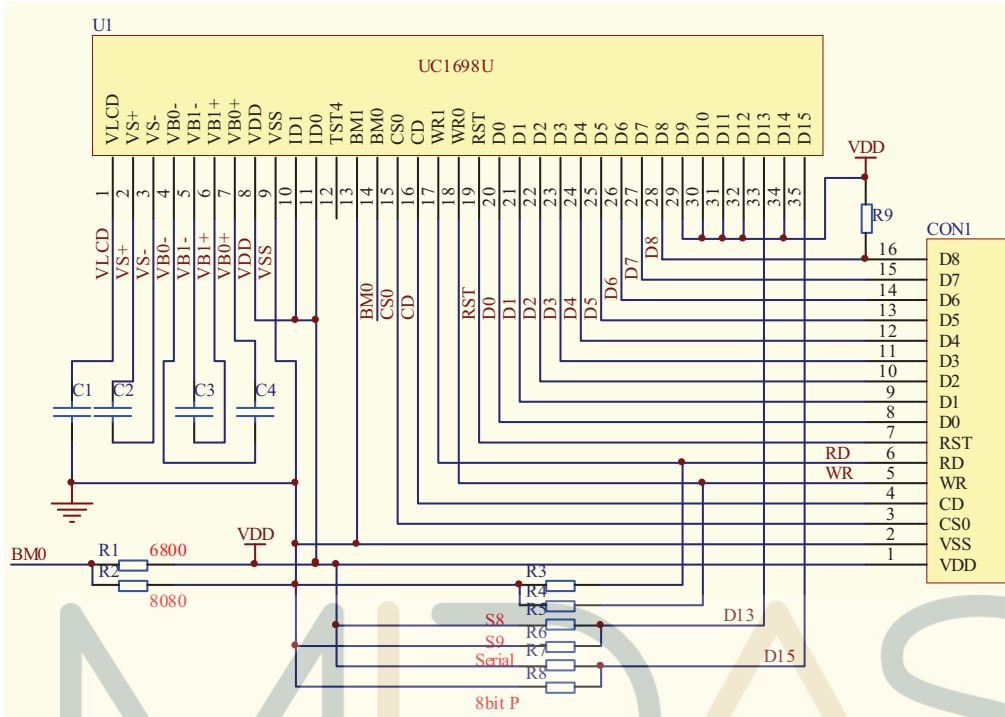 U1
UC1698U
VLCD VS+ VS- VB0- VB1- VB1+ VB0+ VDD VSS ID1 ID0 TST4 BM1 BM0 CS0 CD WR1 WR0 RST D0 D1 D2 D3 D4 D5 D6 D7 D8 D9 D10 D11 D12 D13 D14 D15
1 2 3 4 5 6 7 8 9 10 11 12 13 14 15 16 17 18 19 20 21 22 23 24 25 26 27 28 29 30 31 32 33 34 35
VLCD VS+ VS- VB0- VB1- VB1+ VB0+ VDD VSS
BM0 CS0 CD RST D0 D1 D2 D3 D4 D5 D6 D7 D8
VDD
R9
CON1
16 D8
15 D7
14 D6
13 D5
12 D4
11 D3
10 D2
9 D1
8 D0
7 RST
RD 6 RD
WR 5 WR
4 CD
3 CS0
2 VSS
1 VDD
C1 C2 C3 C4
VDD
BM0 R1 6800
R2
8080
R3
R4
R5
S8 D13
R6
S9
R7
Serial D15
R8
8bit P
MIDAS